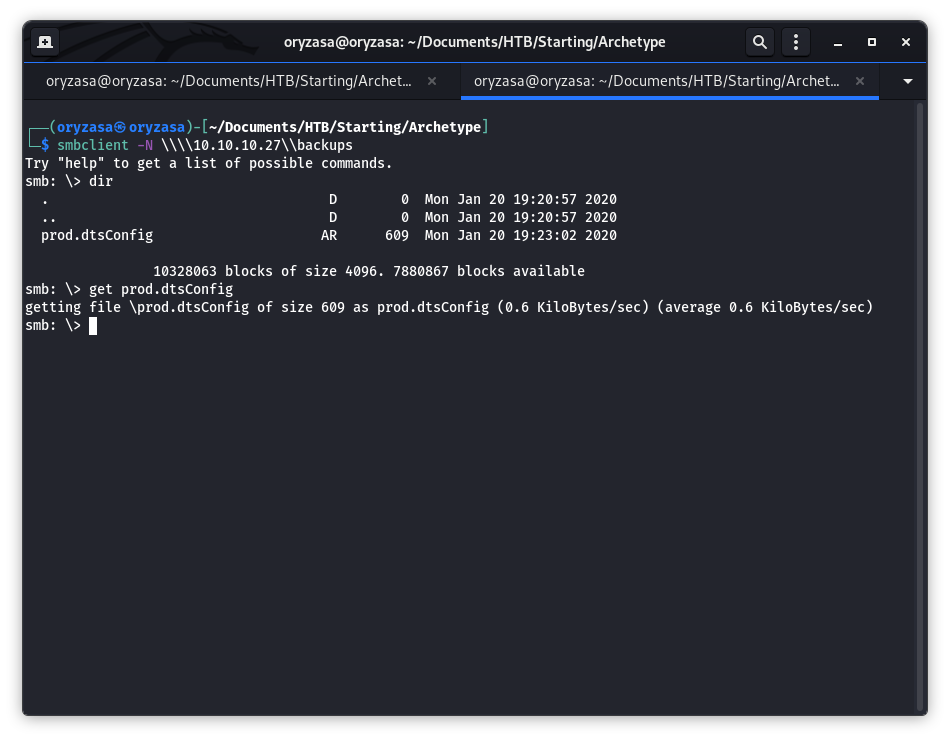 oryzasa@oryzasa: ~/Documents/HTB/Starting/Archetype
oryzasa@oryzasa: ~/Documents/HTB/Starting/Archet...
oryzasa@oryzasa: ~/Documents/HTB/Starting/Archet...
┌──(oryzasa㉿oryzasa)-[~/Documents/HTB/Starting/Archetype]
└─$ smbclient -N \\\\10.10.10.27\\backups
Try "help" to get a list of possible commands.
smb: \> dir
  .                                   D        0  Mon Jan 20 19:20:57 2020
  ..                                  D        0  Mon Jan 20 19:20:57 2020
  prod.dtsConfig                     AR      609  Mon Jan 20 19:23:02 2020
                10328063 blocks of size 4096. 7880867 blocks available
smb: \> get prod.dtsConfig
getting file \prod.dtsConfig of size 609 as prod.dtsConfig (0.6 KiloBytes/sec) (average 0.6 KiloBytes/sec)
smb: \>